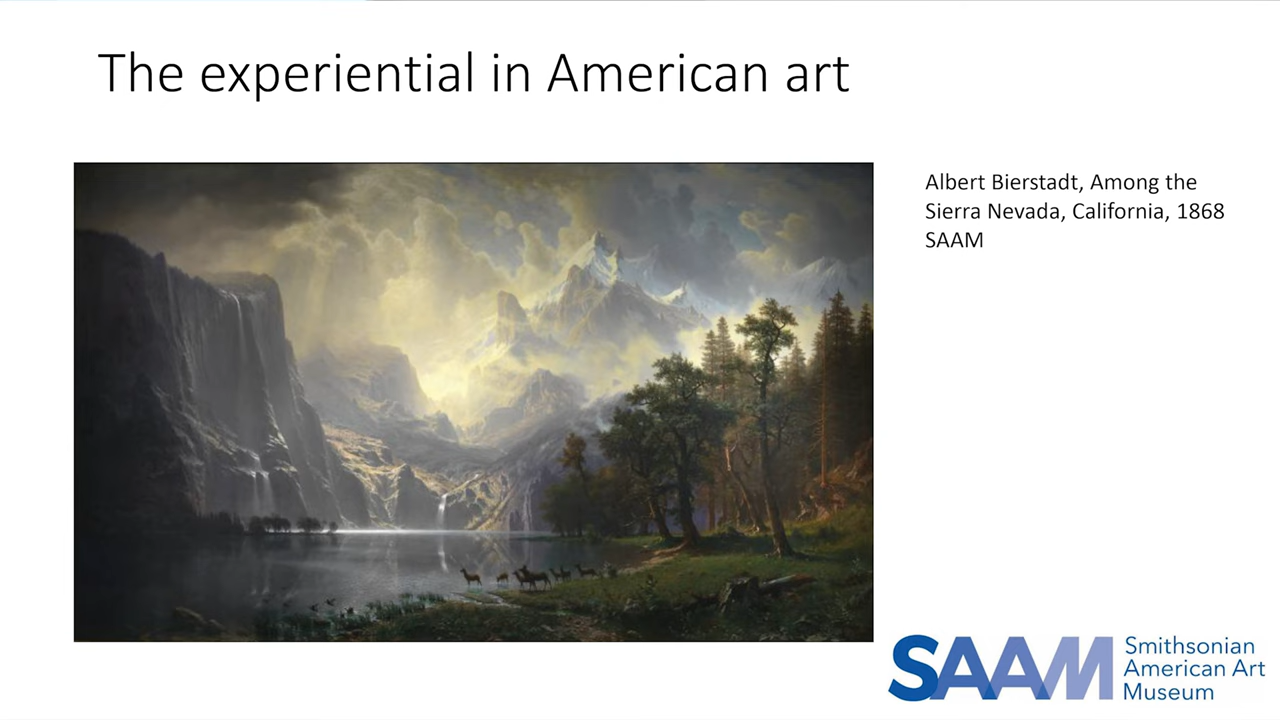 The experiential in American art
Albert Bierstadt, Among the
Sierra Nevada, California, 1868
SAAM
SAAM
Smithsonian
American Art
Museum